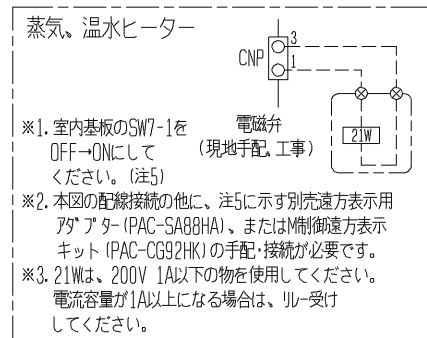 蒸気、温水ヒーター
CNP
3
1
21W
電磁弁
(現地手配、工事)
※1. 室内基板のSW7-1を
OFF→ONにして
ください。(注5)
※2. 本図の配線接続の他に、注5に示す別売遠方表示用
アダプター(PAC-SA88HA)、またはM制御遠方表示
キット(PAC-CG92HK)の手配・接続が必要です。
※3. 21Wは、200V 1A以下の物を使用してください。
電流容量が1A以上になる場合は、リレー受け
してください。